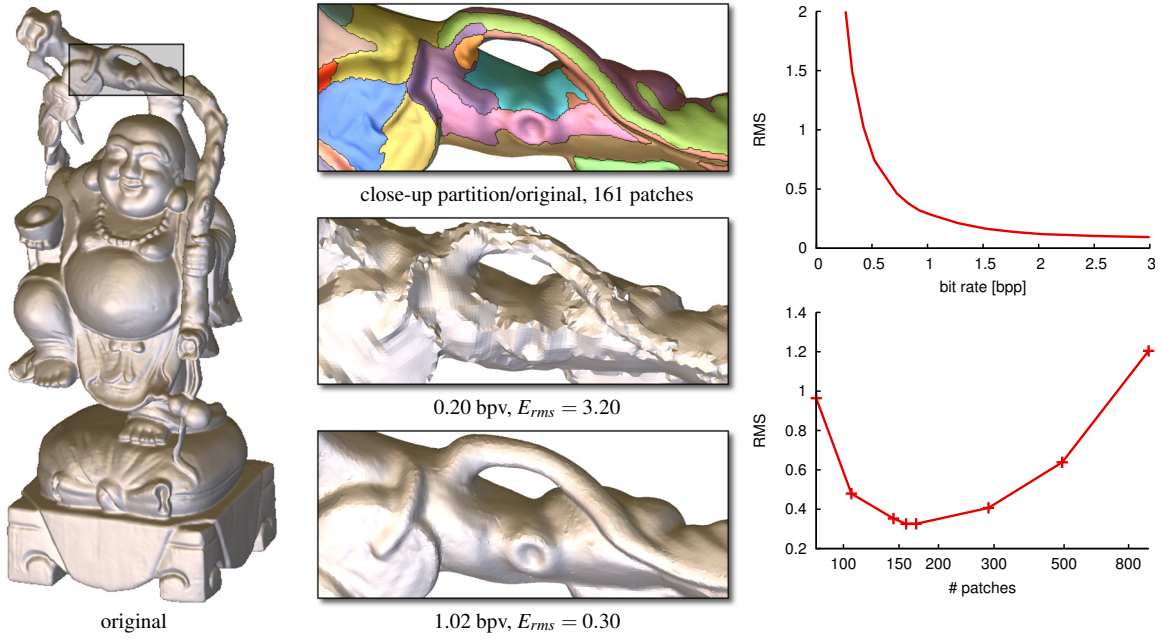 original
close-up partition/original, 161 patches
0.20 bpv, E_rms = 3.20
1.02 bpv, E_rms = 0.30
2
1.5
1
0.5
0
RMS
0 0.5 1 1.5 2 2.5 3
bit rate [bpp]
1.4
1.2
1
0.8
0.6
0.4
0.2
RMS
100 150 200 300 500 800
# patches